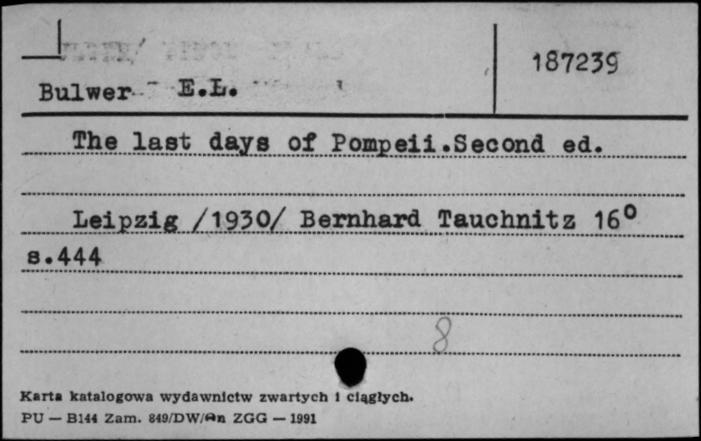 187239
Bulwer E.L.
The last days of Pompeii.Second ed.
Leipzig /1930/ Bernhard Tauchnitz 16⁰
s.444
8
Karta katalogowa wydawnictw zwartych i ciągłych.
PU — B144 Zam. 849/DW/An ZGG — 1991